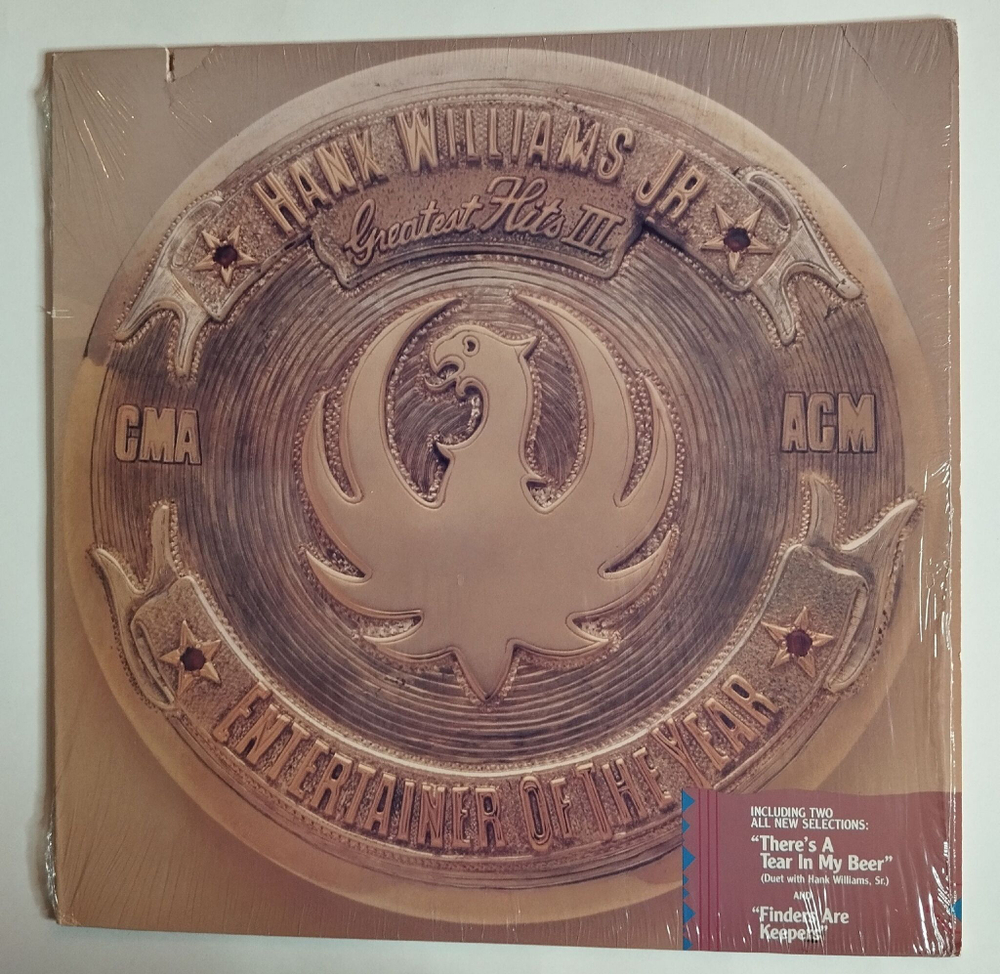 HANK WILLIAMS JR
Greatest Hits III
CMA
ACM
ENTERTAINER OF THE YEAR
INCLUDING TWO
ALL NEW SELECTIONS:
"There's A
Tear In My Beer"
(Duet with Hank Williams, Sr.)
AND
"Finders Are
Keepers"